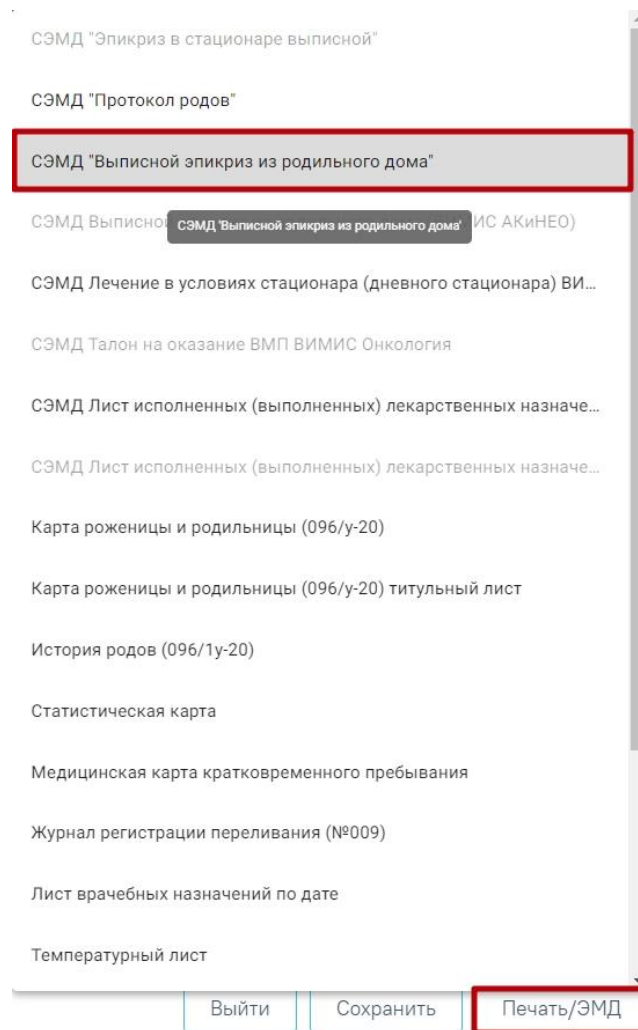 СЭМД "Эпикриз в стационаре выписной"
СЭМД "Протокол родов"
СЭМД "Выписной эпикриз из родильного дома"
СЭМД Выписной ИС АКиНЕО)
СЭМД 'Выписной эпикриз из родильного дома'
СЭМД Лечение в условиях стационара (дневного стационара) ВИ...
СЭМД Талон на оказание ВМП ВИМИС Онкология
СЭМД Лист исполненных (выполненных) лекарственных назначе...
СЭМД Лист исполненных (выполненных) лекарственных назначе...
Карта роженицы и родильницы (096/у-20)
Карта роженицы и родильницы (096/у-20) титульный лист
История родов (096/1у-20)
Статистическая карта
Медицинская карта кратковременного пребывания
Журнал регистрации переливания (№009)
Лист врачебных назначений по дате
Температурный лист
Выйти Сохранить Печать/ЭМД